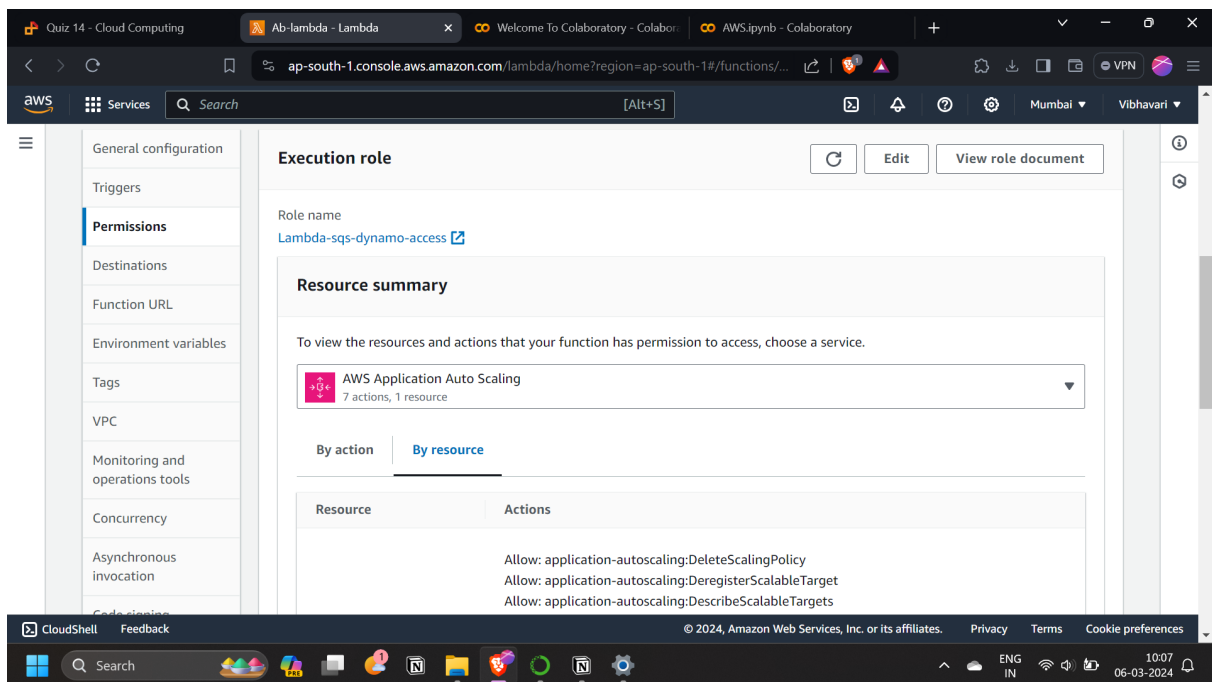 Quiz 14 - Cloud Computing
Ab-lambda - Lambda
Welcome To Colaboratory - Colabor
AWS.ipynb - Colaboratory
ap-south-1.console.aws.amazon.com/lambda/home?region=ap-south-1#/functions/...
VPN
aws
Services
Search
[Alt+S]
Mumbai
Vibhavari
General configuration
Triggers
Permissions
Destinations
Function URL
Environment variables
Tags
VPC
Monitoring and
operations tools
Concurrency
Asynchronous
invocation
Code signing
Execution role
Edit
View role document
Role name
Lambda-sqs-dynamo-access
Resource summary
To view the resources and actions that your function has permission to access, choose a service.
AWS Application Auto Scaling
7 actions, 1 resource
By action
By resource
Resource
Actions
Allow: application-autoscaling:DeleteScalingPolicy
Allow: application-autoscaling:DeregisterScalableTarget
Allow: application-autoscaling:DescribeScalableTargets
CloudShell
Feedback
© 2024, Amazon Web Services, Inc. or its affiliates.
Privacy
Terms
Cookie preferences
Search
PRE
1
ENG
IN
10:07
06-03-2024